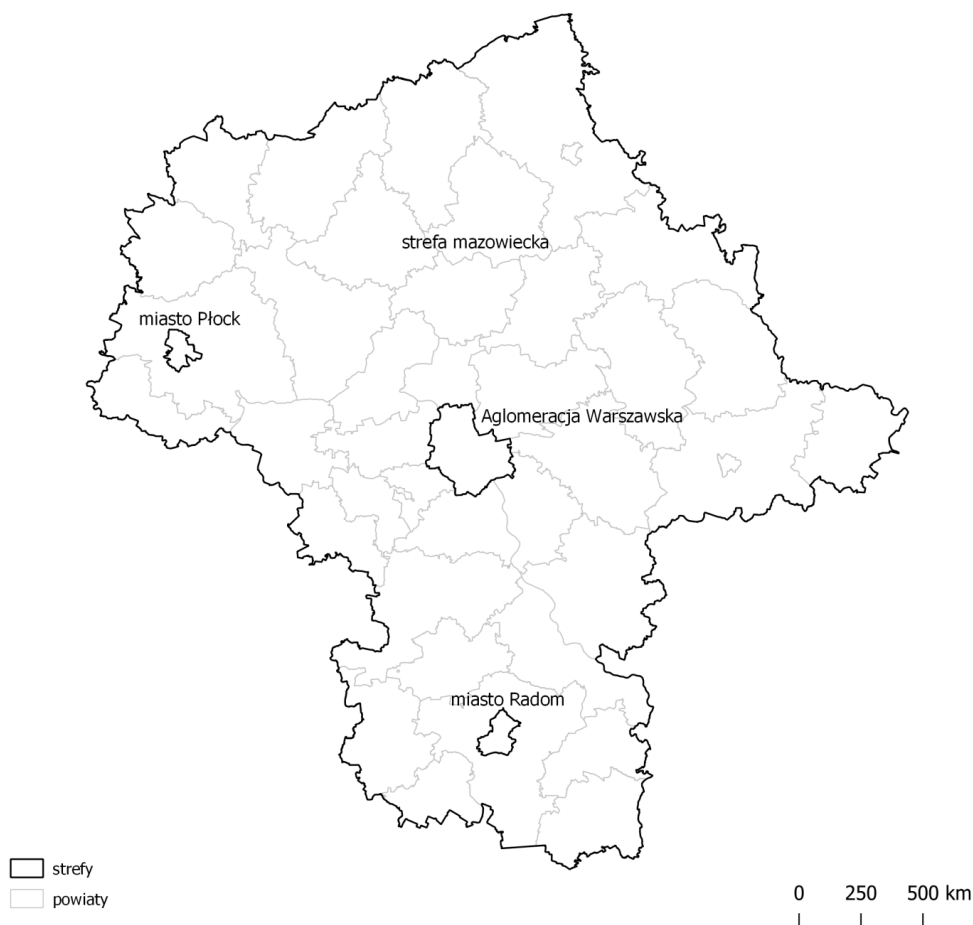 strefa mazowiecka
miasto Płock
Aglomeracja Warszawska
miasto Radom
strefy
powiaty
0 250 500 km